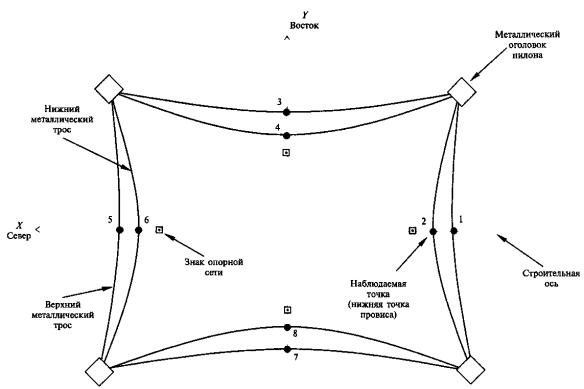 Y
Восток
Металлический
оголовок
пилона
Нижний
металлический
трос
3
4
X
Север
5
6
2
1
Знак опорной
сети
Наблюдаемая
точка
(нижняя точка
провиса)
Строительная
ось
Верхний
металлический
трос
8
7